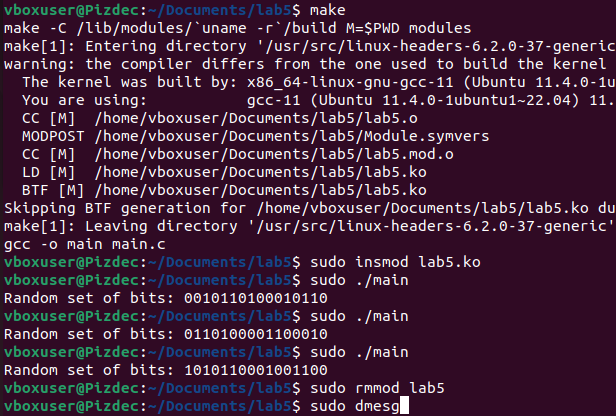 vboxuser@Pizdec:~/Documents/lab5$ make
make -C /lib/modules/`uname -r`/build M=$PWD modules
make[1]: Entering directory '/usr/src/linux-headers-6.2.0-37-generic
warning: the compiler differs from the one used to build the kernel
  The kernel was built by: x86_64-linux-gnu-gcc-11 (Ubuntu 11.4.0-1u
  You are using:           gcc-11 (Ubuntu 11.4.0-1ubuntu1~22.04) 11.
  CC [M]  /home/vboxuser/Documents/lab5/lab5.o
  MODPOST /home/vboxuser/Documents/lab5/Module.symvers
  CC [M]  /home/vboxuser/Documents/lab5/lab5.mod.o
  LD [M]  /home/vboxuser/Documents/lab5/lab5.ko
  BTF [M] /home/vboxuser/Documents/lab5/lab5.ko
Skipping BTF generation for /home/vboxuser/Documents/lab5/lab5.ko du
make[1]: Leaving directory '/usr/src/linux-headers-6.2.0-37-generic'
gcc -o main main.c
vboxuser@Pizdec:~/Documents/lab5$ sudo insmod lab5.ko
vboxuser@Pizdec:~/Documents/lab5$ sudo ./main
Random set of bits: 0010110100010110
vboxuser@Pizdec:~/Documents/lab5$ sudo ./main
Random set of bits: 0110100001100010
vboxuser@Pizdec:~/Documents/lab5$ sudo ./main
Random set of bits: 1010110001001100
vboxuser@Pizdec:~/Documents/lab5$ sudo rmmod lab5
vboxuser@Pizdec:~/Documents/lab5$ sudo dmesg